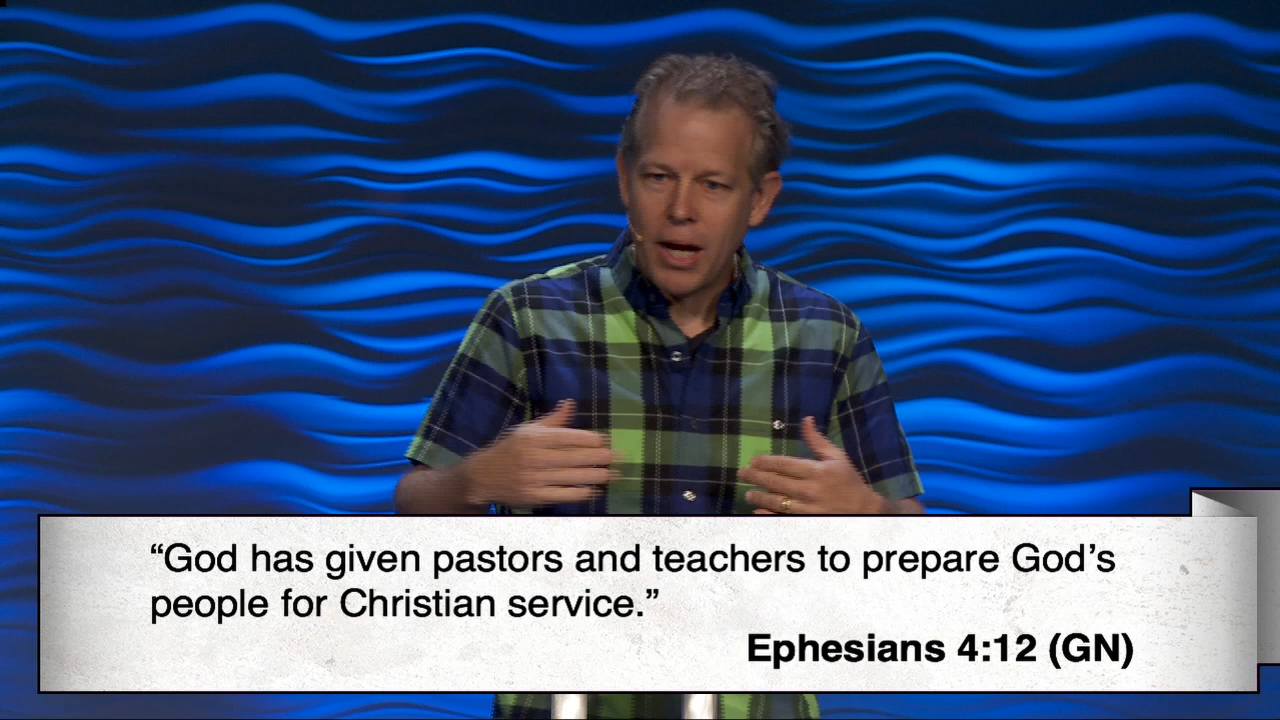 “God has given pastors and teachers to prepare God’s
people for Christian service.”
Ephesians 4:12 (GN)